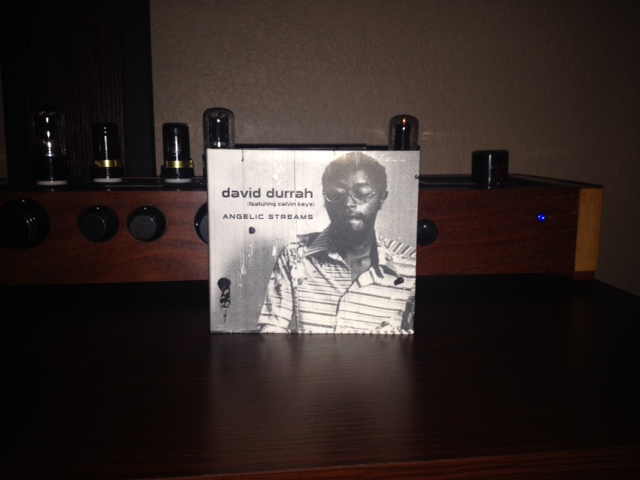 david durrah
(featuring calvin keys)
ANGELIC STREAMS